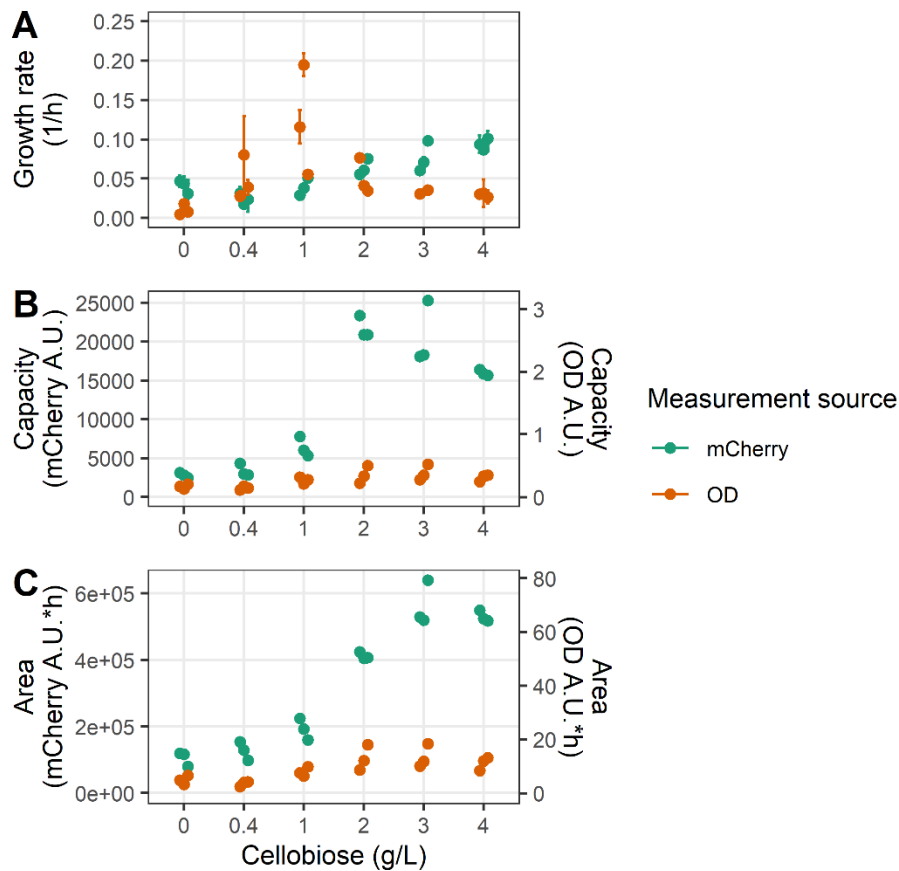 A
Growth rate
(1/h)
0.25
0.20
0.15
0.10
0.05
0.00
0 0.4 1 2 3 4
B
Capacity
(mCherry A.U.)
25000
20000
15000
10000
5000
0
3
2
1
0
Capacity
(OD A.U.)
0 0.4 1 2 3 4
Measurement source
mCherry
OD
C
Area
(mCherry A.U.*h)
6e+05
4e+05
2e+05
0e+00
80
60
40
20
0
Area
(OD A.U.*h)
0 0.4 1 2 3 4
Cellobiose (g/L)